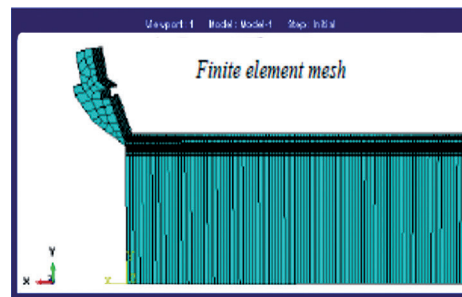 Viewport: 1 Model: Model-1 Step: Initial
Finite element mesh
Y
X
Y
X